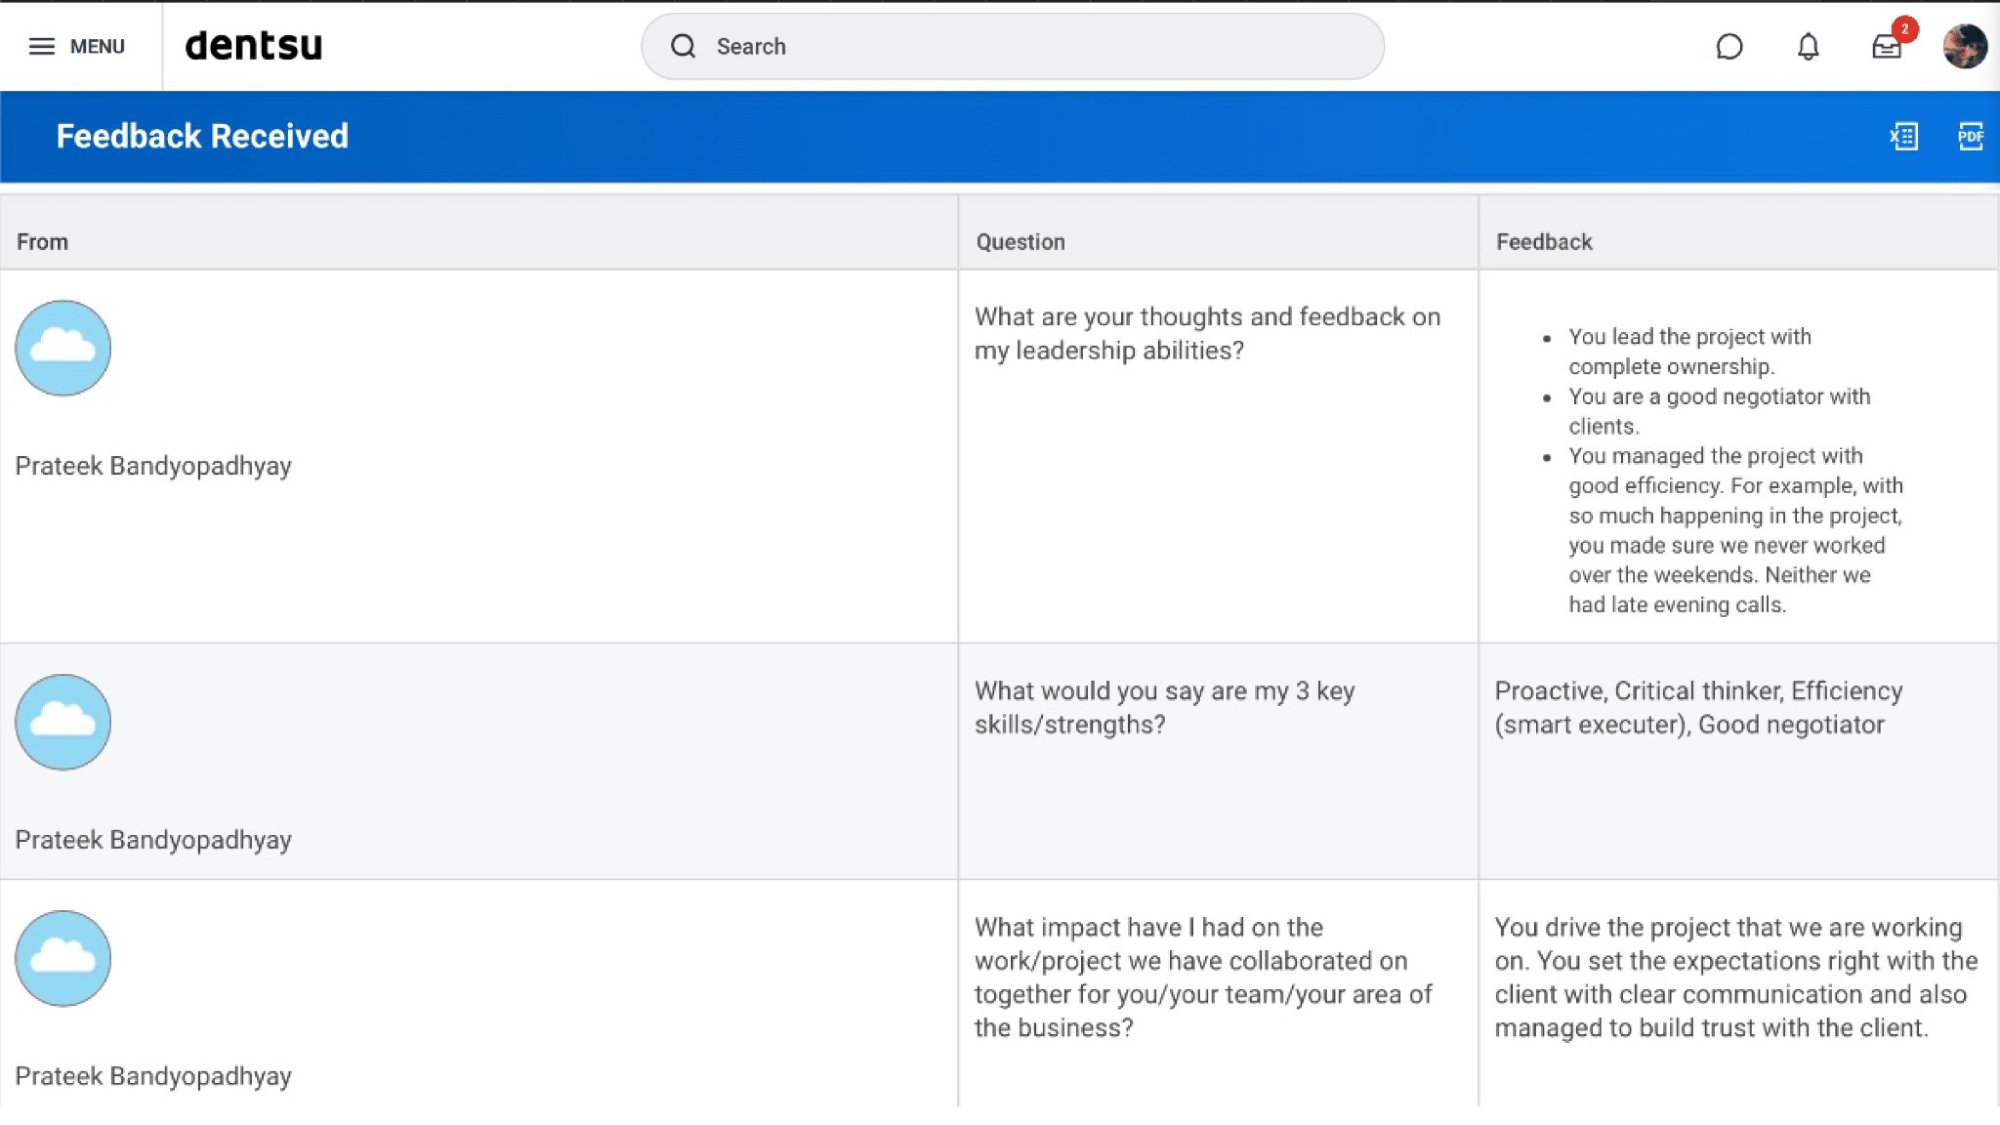 MENU
dentsu
Search
2
Feedback Received
X
PDF
From
Question
Feedback
Prateek Bandyopadhyay
What are your thoughts and feedback on
my leadership abilities?
• You lead the project with
complete ownership.
• You are a good negotiator with
clients.
• You managed the project with
good efficiency. For example, with
so much happening in the project,
you made sure we never worked
over the weekends. Neither we
had late evening calls.
Prateek Bandyopadhyay
What would you say are my 3 key
skills/strengths?
Proactive, Critical thinker, Efficiency
(smart executer), Good negotiator
Prateek Bandyopadhyay
What impact have I had on the
work/project we have collaborated on
together for you/your team/your area of
the business?
You drive the project that we are working
on. You set the expectations right with the
client with clear communication and also
managed to build trust with the client.